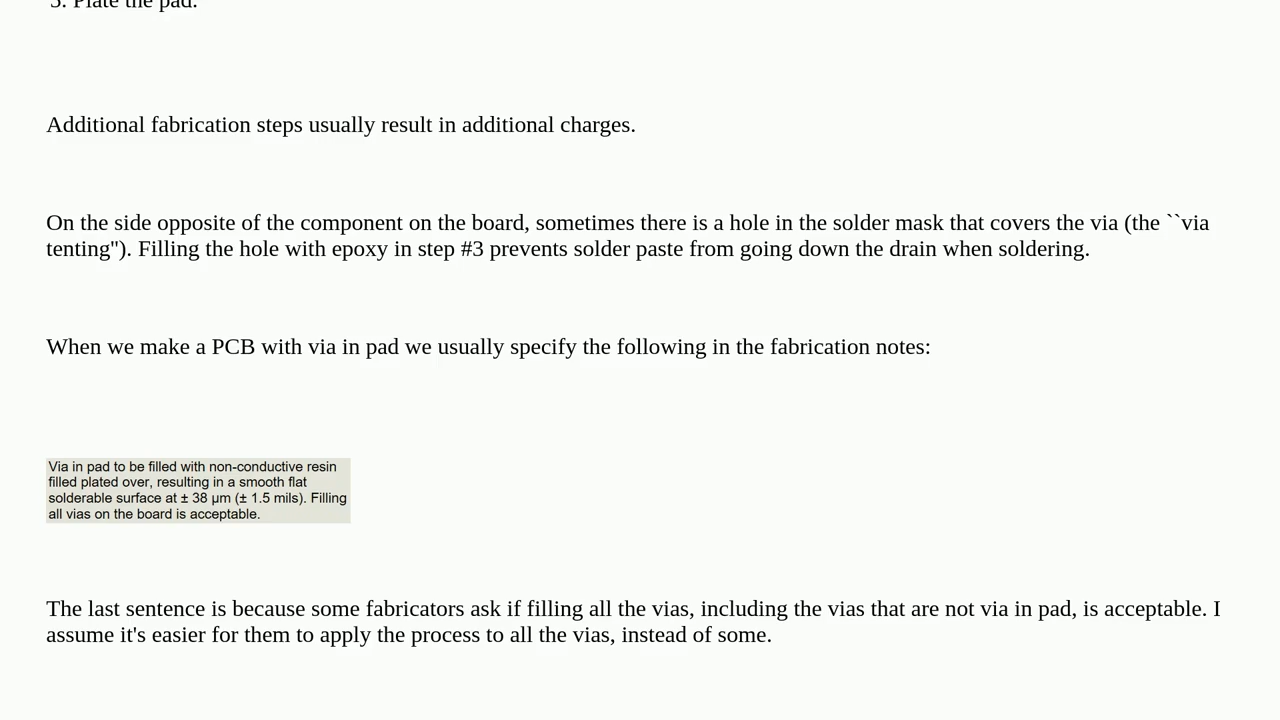 5. Plate the pad.
Additional fabrication steps usually result in additional charges.
On the side opposite of the component on the board, sometimes there is a hole in the solder mask that covers the via (the ``via
tenting"). Filling the hole with epoxy in step #3 prevents solder paste from going down the drain when soldering.
When we make a PCB with via in pad we usually specify the following in the fabrication notes:
Via in pad to be filled with non-conductive resin
filled plated over, resulting in a smooth flat
solderable surface at ± 38 µm (± 1.5 mils). Filling
all vias on the board is acceptable.
The last sentence is because some fabricators ask if filling all the vias, including the vias that are not via in pad, is acceptable. I
assume it's easier for them to apply the process to all the vias, instead of some.